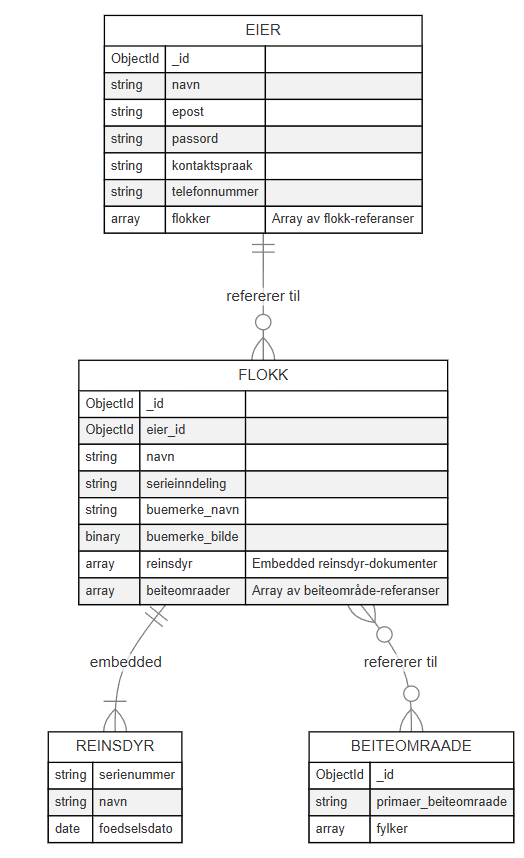 EIER
ObjectId _id
string navn
string epost
string passord
string kontaktspraak
string telefonnummer
array flokker Array av flokk-referanser
refererer til
FLOKK
ObjectId _id
ObjectId eier_id
string navn
string serieinndeling
string buemerke_navn
binary buemerke_bilde
array reinsdyr Embedded reinsdyr-dokumenter
array beiteomraader Array av beiteområde-referanser
embedded
refererer til
REINSDYR
string serienummer
string navn
date foedselsdato
BEITEOMRAADE
ObjectId _id
string primaer_beiteomraade
array fylker